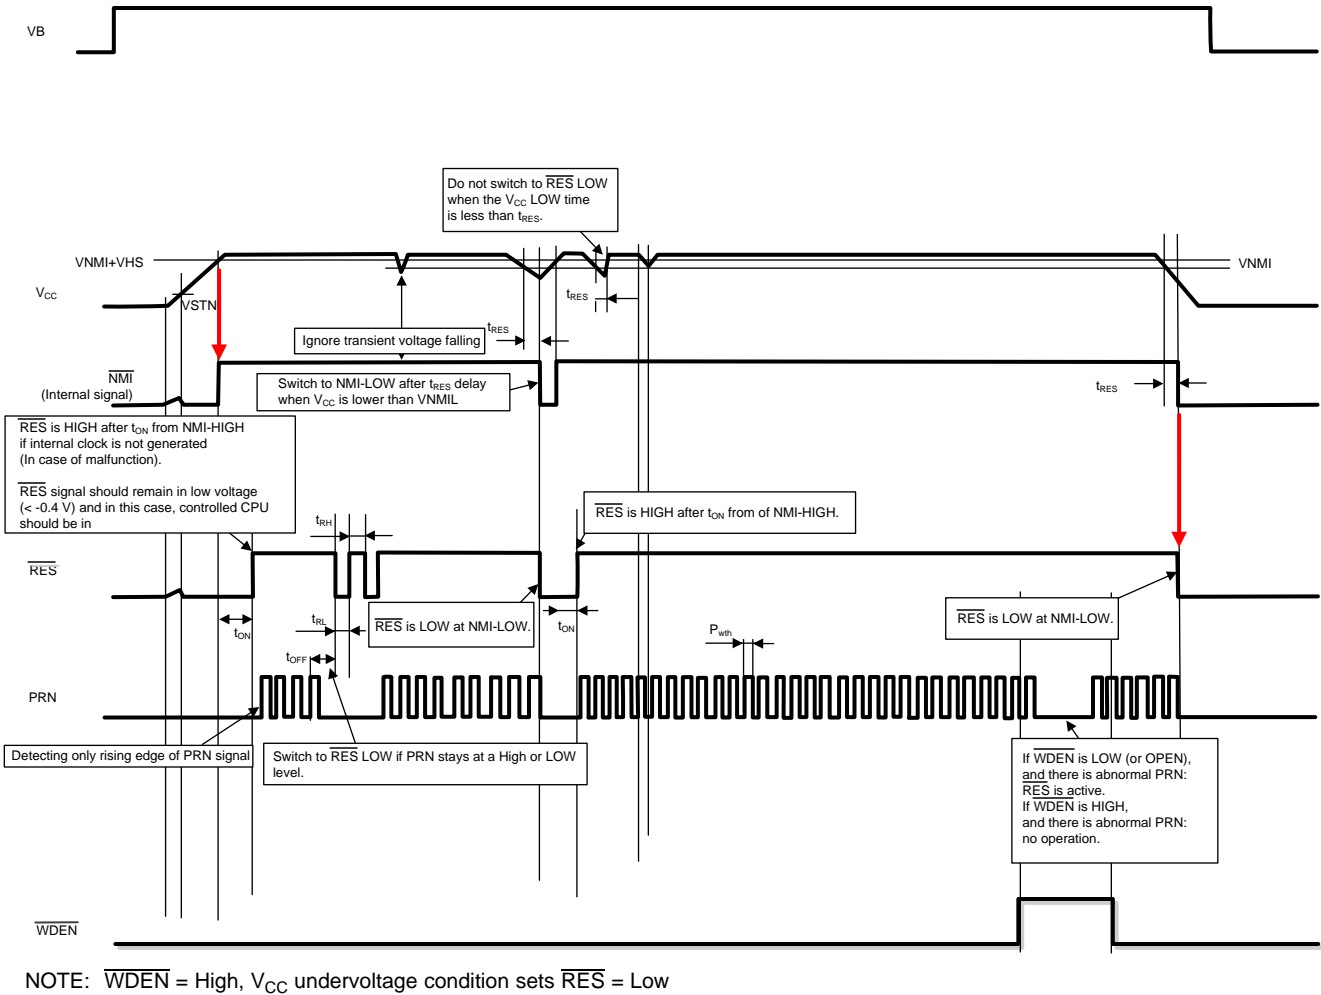 VB
Do not switch to RES LOW
when the VCC LOW time
is less than tRES.
VNMI+VHS
VNMI
VCC
VSTN
tRES
tRES
Ignore transient voltage falling
NMI
(Internal signal)
Switch to NMI-LOW after tRES delay
when VCC is lower than VNMIL
tRES
RES is HIGH after tON from NMI-HIGH
if internal clock is not generated
(In case of malfunction).
RES signal should remain in low voltage
(< -0.4 V) and in this case, controlled CPU
should be in
RES is HIGH after tON from of NMI-HIGH.
tRH
RES
tRL
RES is LOW at NMI-LOW.
tON
tON
RES is LOW at NMI-LOW.
Pwth
tOFF
PRN
Detecting only rising edge of PRN signal
Switch to RES LOW if PRN stays at a High or LOW
level.
If WDEN is LOW (or OPEN),
and there is abnormal PRN:
RES is active.
If WDEN is HIGH,
and there is abnormal PRN:
no operation.
WDEN
NOTE: WDEN = High, VCC undervoltage condition sets RES = Low